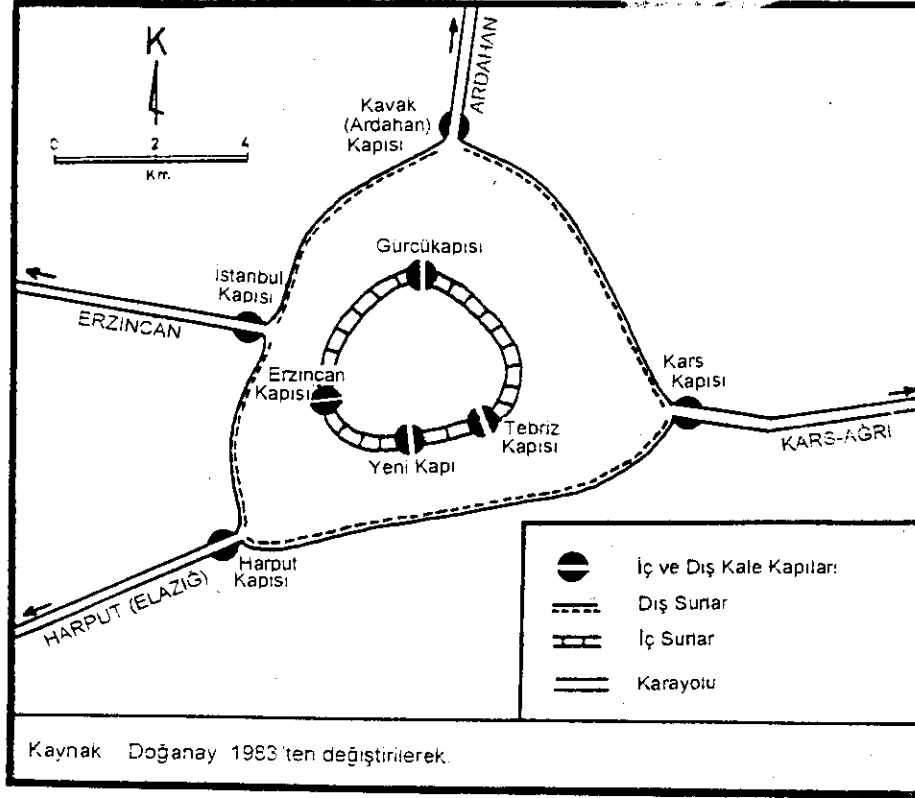 K
0 2 4
Km.
ARDAHAN
Kavak
(Ardahan)
Kapısı
Gürcükapısı
İstanbul
Kapısı
ERZİNCAN
Erzincan
Kapısı
Kars
Kapısı
KARS-AĞRI
Tebriz
Kapısı
Yeni Kapı
Harput
Kapısı
HARPUT (ELAZIĞ)
İç ve Dış Kale Kapıları
Dış Surlar
İç Surlar
Karayolu
Kaynak Doğanay 1983'ten değiştirilerek.